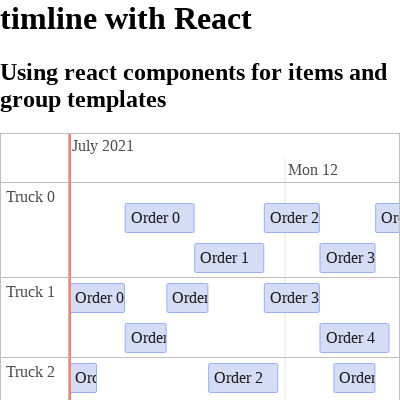 timline with React
Using react components for items and
group templates
July 2021
Mon 12
Truck 0
Order 0
Order 2
Or
Order 1
Order 3
Truck 1
Order 0
Order
Order 3
Order
Order 4
Truck 2
Ord
Order 2
Order